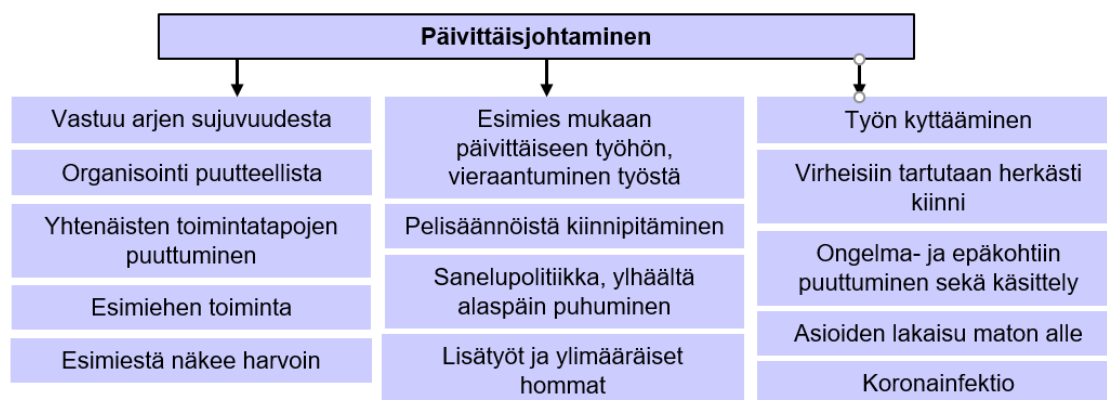 Päivittäisjohtaminen
Vastuu arjen sujuvuudesta
Organisointi puutteellista
Yhtenäisten toimintatapojen
puuttuminen
Esimiehen toiminta
Esimiestä näkee harvoin
Esimies mukaan
päivittäiseen työhön,
vieraantuminen työstä
Pelisäännöistä kiinnipitäminen
Sanelupolitiikka, ylhäältä
alaspäin puhuminen
Lisätyöt ja ylimääräiset
hommat
Työn kyttääminen
Virheisiin tartutaan herkästi
kiinni
Ongelma- ja epäkohtiin
puuttuminen sekä käsittely
Asioiden lakaisu maton alle
Koronainfektio